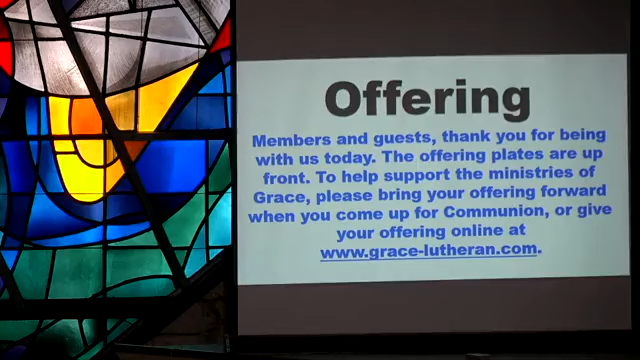 Offering
Members and guests, thank you for being
with us today. The offering plates are up
front. To help support the ministries of
Grace, please bring your offering forward
when you come up for Communion, or give
your offering online at
www.grace-lutheran.com.